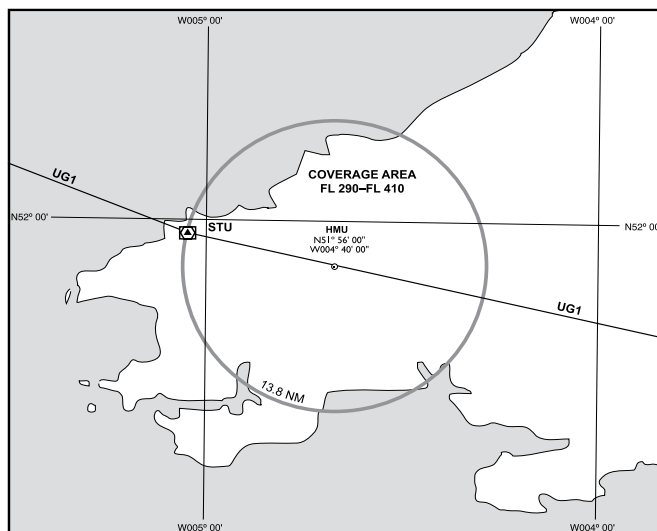 W005° 00'
W004° 00'
UG1
COVERAGE AREA
FL 290–FL 410
N52° 00'
STU
HMU
N51° 56' 00"
W004° 40' 00"
N52° 00'
UG1
13.8 NM
W005° 00'
W004° 00'